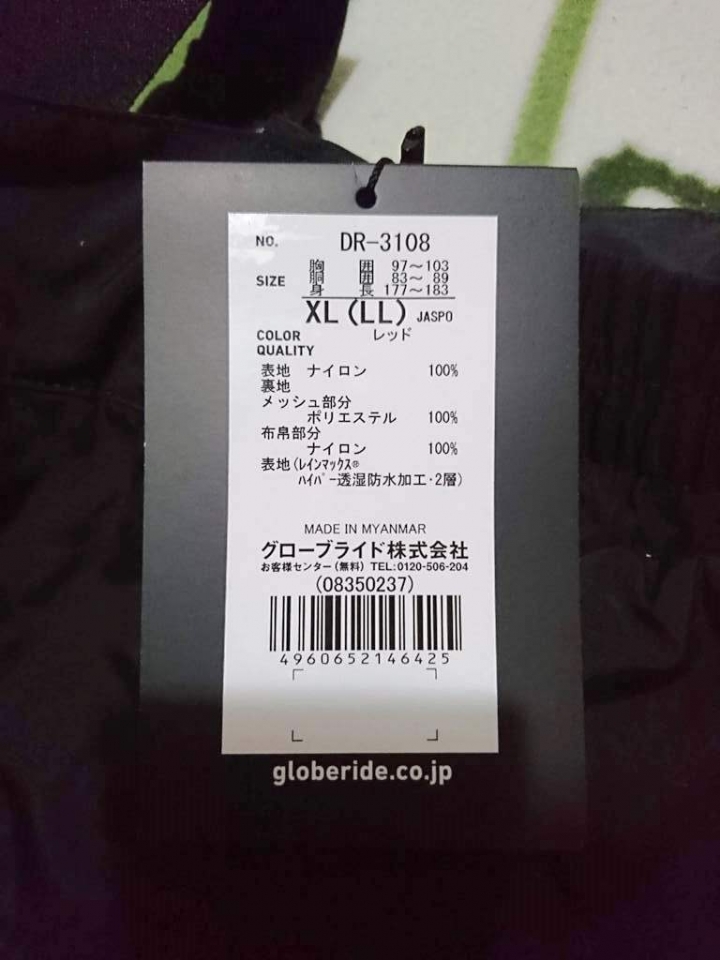 NO. DR-3108
胸 囲 97～103
SIZE 胴 囲 83～ 89
身 長 177～183
XL (LL) JASPO
COLOR レッド
QUALITY
表地 ナイロン 100%
裏地
メッシュ部分
ポリエステル 100%
布帛部分
ナイロン 100%
表地(ﾚｲﾝﾏｯｸｽ®
ﾊｲﾊﾟｰ透湿防水加工・2層)
MADE IN MYANMAR
グローブライド株式会社
お客様センター(無料) TEL:0120-506-204
(08350237)
4960652146425
globeride.co.jp